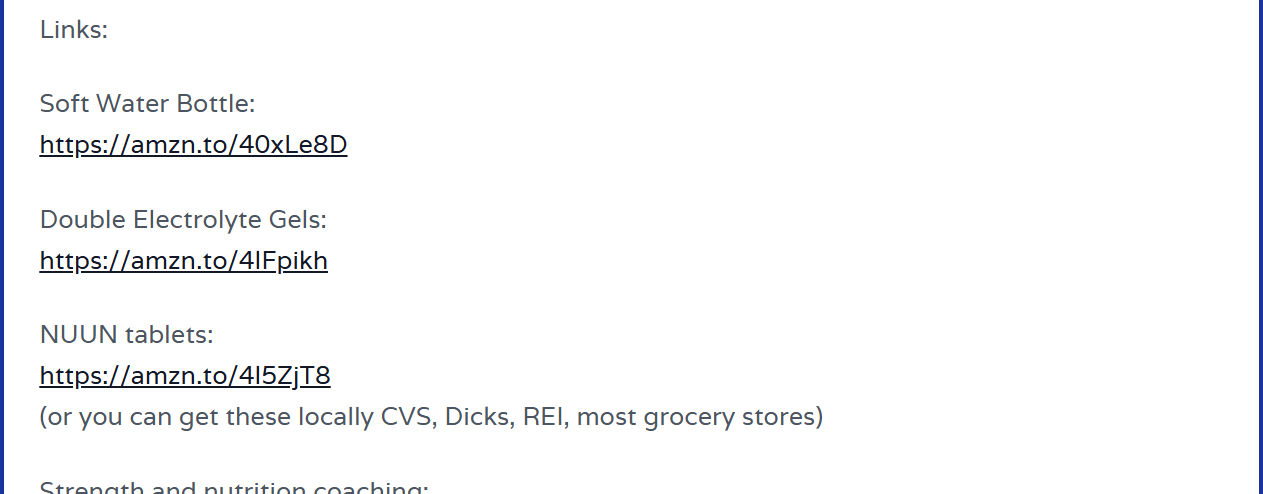 Links:
Soft Water Bottle:
https://amzn.to/40xLe8D
Double Electrolyte Gels:
https://amzn.to/4lFpikh
NUUN tablets:
https://amzn.to/4l5ZjT8
(or you can get these locally CVS, Dicks, REI, most grocery stores)
Strength and nutrition coaching: